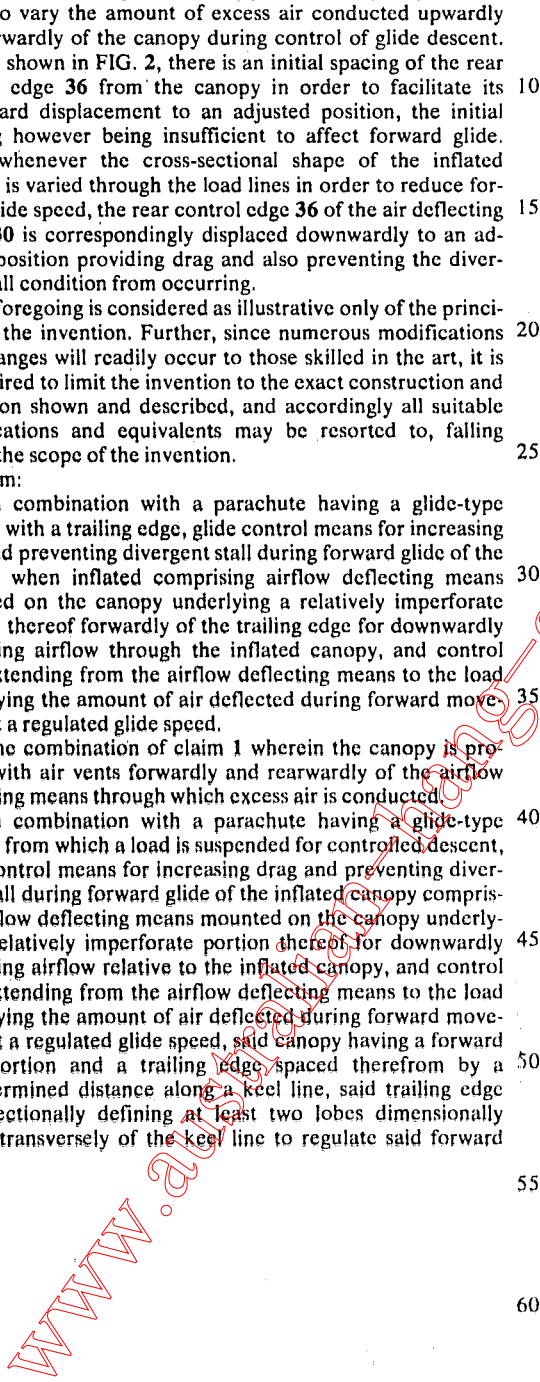 o vary the amount of excess air conducted upwardly
rwardly of the canopy during control of glide descent.
shown in FIG. 2, there is an initial spacing of the rear
edge 36 from the canopy in order to facilitate its 10
ard displacement to an adjusted position, the initial
however being insufficient to affect forward glide.
whenever the cross-sectional shape of the inflated
is varied through the load lines in order to reduce for-
ide speed, the rear control edge 36 of the air deflecting 15
30 is correspondingly displaced downwardly to an ad-
position providing drag and also preventing the diver-
all condition from occurring.
foregoing is considered as illustrative only of the princi-
the invention. Further, since numerous modifications 20
anges will readily occur to those skilled in the art, it is
ired to limit the invention to the exact construction and
on shown and described, and accordingly all suitable
cations and equivalents may be resorted to, falling
the scope of the invention. 25
m:
combination with a parachute having a glide-type
with a trailing edge, glide control means for increasing
d preventing divergent stall during forward glide of the
when inflated comprising airflow deflecting means 30
ed on the canopy underlying a relatively imperforate
thereof forwardly of the trailing edge for downwardly
ing airflow through the inflated canopy, and control
xtending from the airflow deflecting means to the load
ying the amount of air deflected during forward move- 35
t a regulated glide speed.
ne combination of claim 1 wherein the canopy is pro-
with air vents forwardly and rearwardly of the airflow
ing means through which excess air is conducted.
combination with a parachute having a glide-type 40
from which a load is suspended for controlled descent,
ontrol means for increasing drag and preventing diver-
all during forward glide of the inflated canopy compris-
low deflecting means mounted on the canopy underly-
elatively imperforate portion thereof for downwardly 45
ing airflow relative to the inflated canopy, and control
xtending from the airflow deflecting means to the load
ying the amount of air deflected during forward move-
t a regulated glide speed, said canopy having a forward
ortion and a trailing edge spaced therefrom by a 50
ermined distance along a keel line, said trailing edge
ectionally defining at least two lobes dimensionally
transversely of the keel line to regulate said forward
55
60
www.australian-hang-